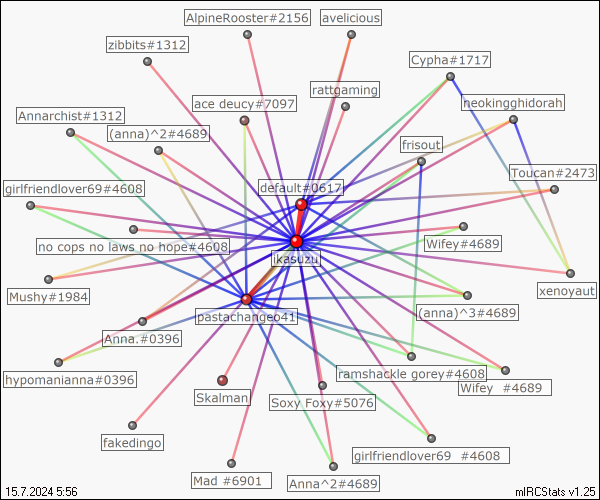 AlpineRooster#2156
avelicious
zibbits#1312
Cypha#1717
rattgaming
ace deucy#7097
neokingghidorah
Annarchist#1312
(anna)^2#4689
frisout
Toucan#2473
default#0617
girlfriendlover69#4608
no cops no laws no hope#4608
Wifey#4689
ikasuzu
Mushy#1984
xenoyaut
(anna)^3#4689
pastachangeo41
Anna.#0396
hypomanianna#0396
ramshackle gorey#4608
Wifey #4689
Skalman
Soxy Foxy#5076
fakedingo
girlfriendlover69 #4608
Mad #6901
Anna^2#4689
15.7.2024 5:56
mIRCStats v1.25